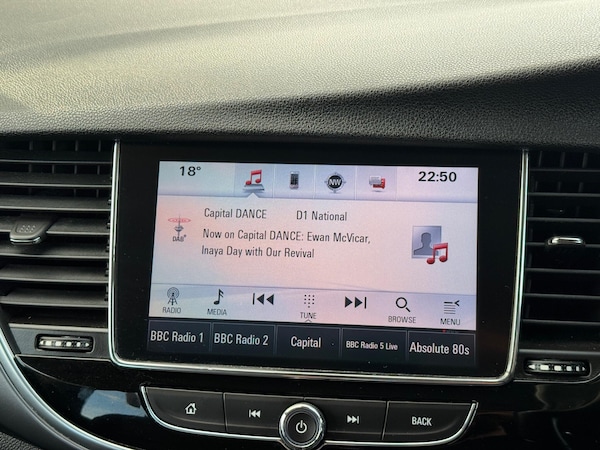 18° 22:50
NW
Capital DANCE D1 National
DAB+
Now on Capital DANCE: Ewan McVicar,
Inaya Day with Our Revival
RADIO MEDIA TUNE BROWSE MENU
BBC Radio 1 BBC Radio 2 Capital BBC Radio 5 Live Absolute 80s
BACK